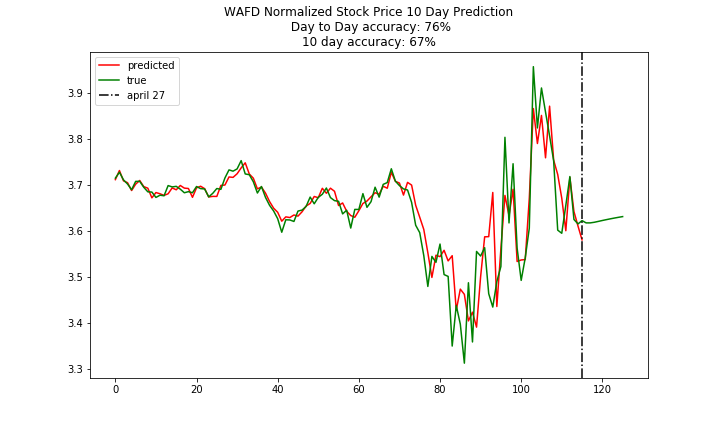 WAFD Normalized Stock Price 10 Day Prediction
Day to Day accuracy: 76%
10 day accuracy: 67%
predicted
true
april 27
3.9
3.8
3.7
3.6
3.5
3.4
3.3
0 20 40 60 80 100 120